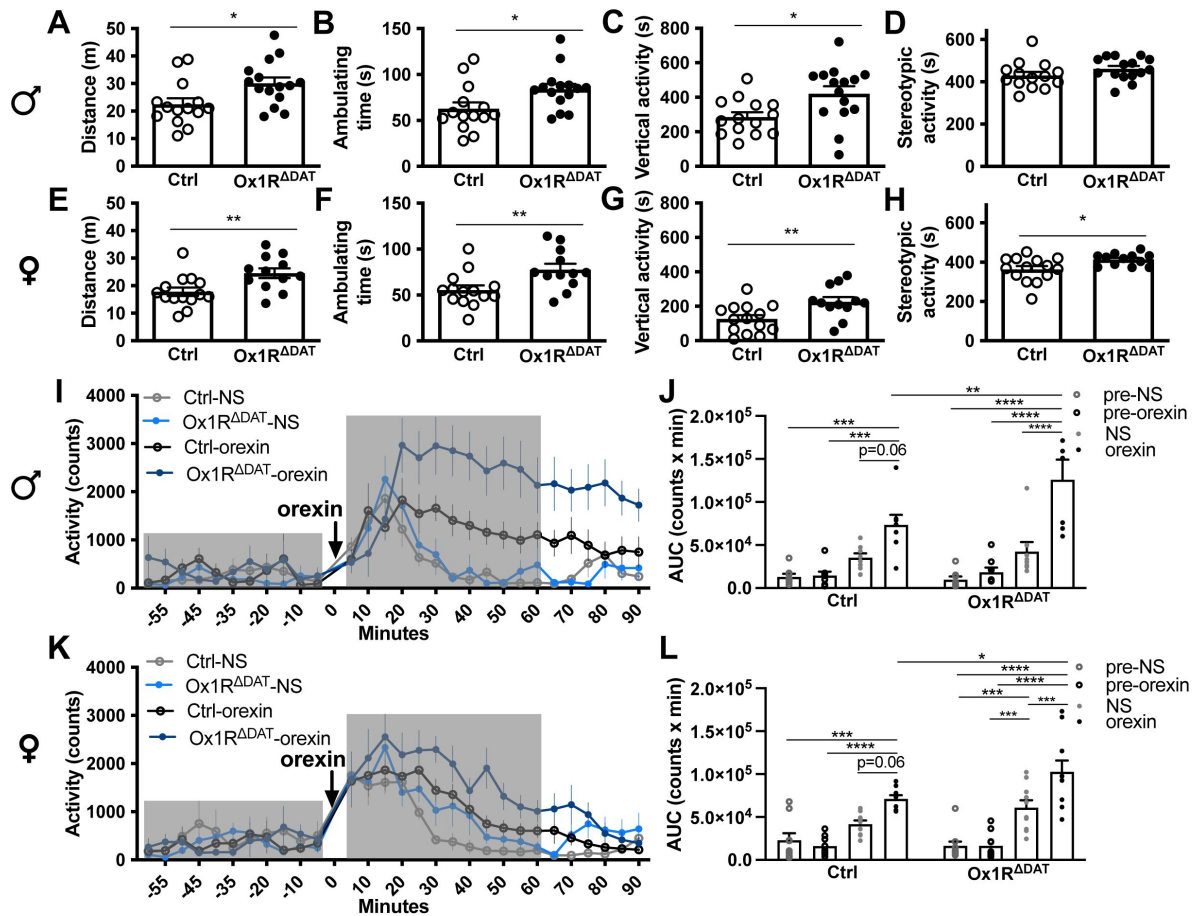 A
Distance (m)
50
40
30
20
10
0
*
Ctrl
Ox1RΔDAT
B
Ambulating
time (s)
150
100
50
0
*
Ctrl
Ox1RΔDAT
C
Vertical activity (s)
800
600
400
200
0
*
Ctrl
Ox1RΔDAT
D
Stereotypic
activity (s)
600
400
200
0
Ctrl
Ox1RΔDAT
♂
E
Distance (m)
50
40
30
20
10
0
**
Ctrl
Ox1RΔDAT
F
Ambulating
time (s)
150
100
50
0
**
Ctrl
Ox1RΔDAT
G
Vertical activity (s)
800
600
400
200
0
**
Ctrl
Ox1RΔDAT
H
Stereotypic
activity (s)
600
400
200
0
*
Ctrl
Ox1RΔDAT
♀
I
Activity (counts)
4000
3000
2000
1000
0
Ctrl-NS
Ox1RΔDAT-NS
Ctrl-orexin
Ox1RΔDAT-orexin
orexin
-55 -45 -35 -20 -10 0 10 20 30 40 50 60 70 80 90
Minutes
♂
J
AUC (counts x min)
2.0×10⁵
1.5×10⁵
1.0×10⁵
5.0×10⁴
0.0
**
****
****
****
***
***
p=0.06
pre-NS
pre-orexin
NS
orexin
Ctrl
Ox1RΔDAT
K
Activity (counts)
4000
3000
2000
1000
0
Ctrl-NS
Ox1RΔDAT-NS
Ctrl-orexin
Ox1RΔDAT-orexin
orexin
-55 -45 -35 -20 -10 0 10 20 30 40 50 60 70 80 90
Minutes
♀
L
AUC (counts x min)
2.0×10⁵
1.5×10⁵
1.0×10⁵
5.0×10⁴
0.0
*
****
****
***
***
***
***
****
p=0.06
pre-NS
pre-orexin
NS
orexin
Ctrl
Ox1RΔDAT